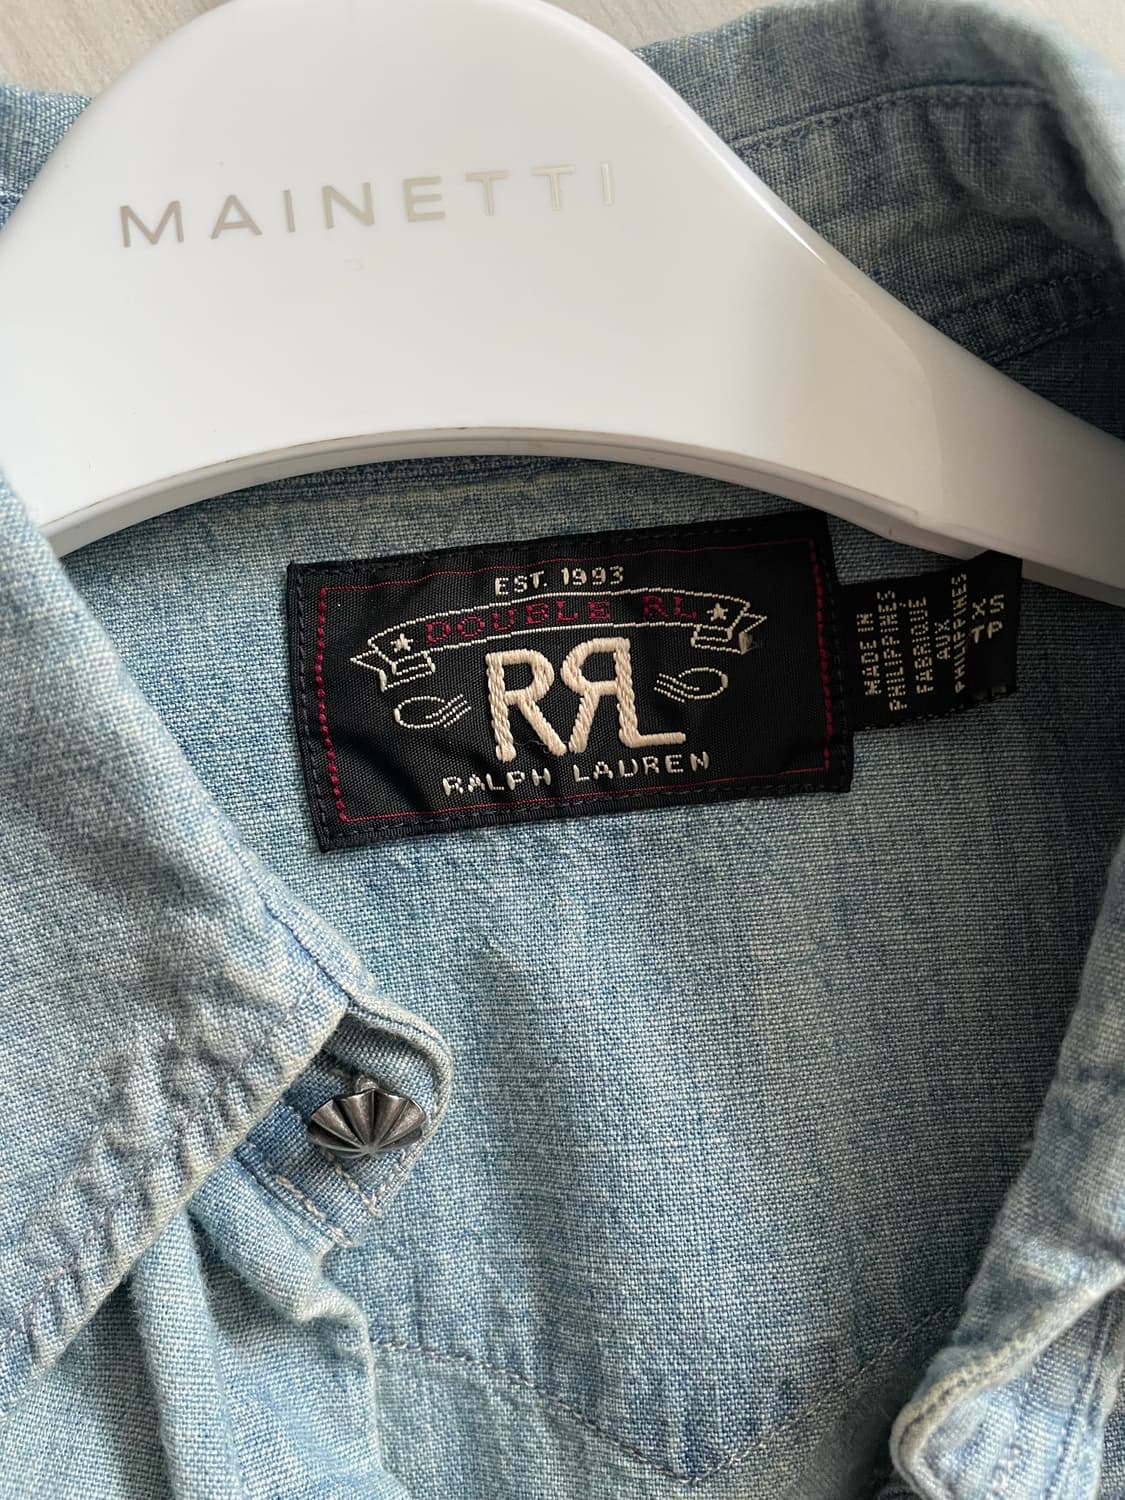 MAINETTI
EST. 1993
DOUBLE RL
RRL
RALPH LAUREN
MADE IN
PHILIPPINES
FABRIQUÉ
AUX
PHILIPPINES
XS
TP